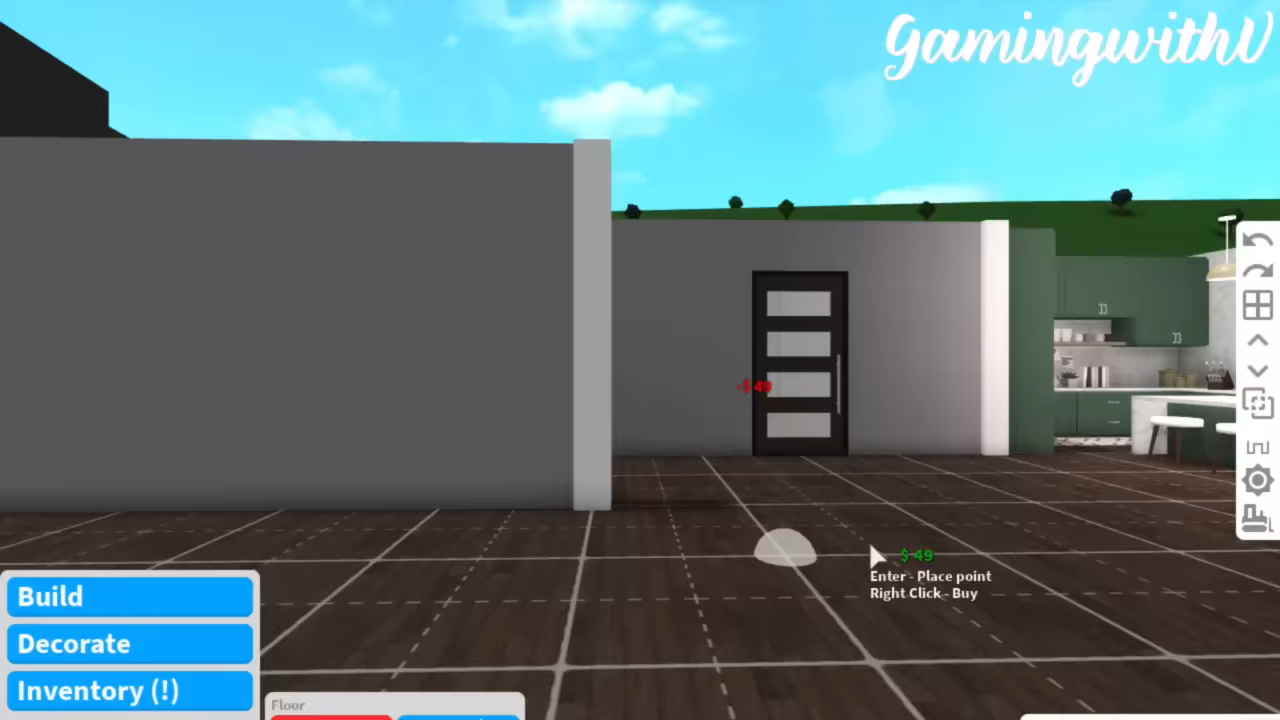 GamingwithV
-$ 49
$ 49
Enter - Place point
Right Click - Buy
Build
Decorate
Inventory (!)
Floor